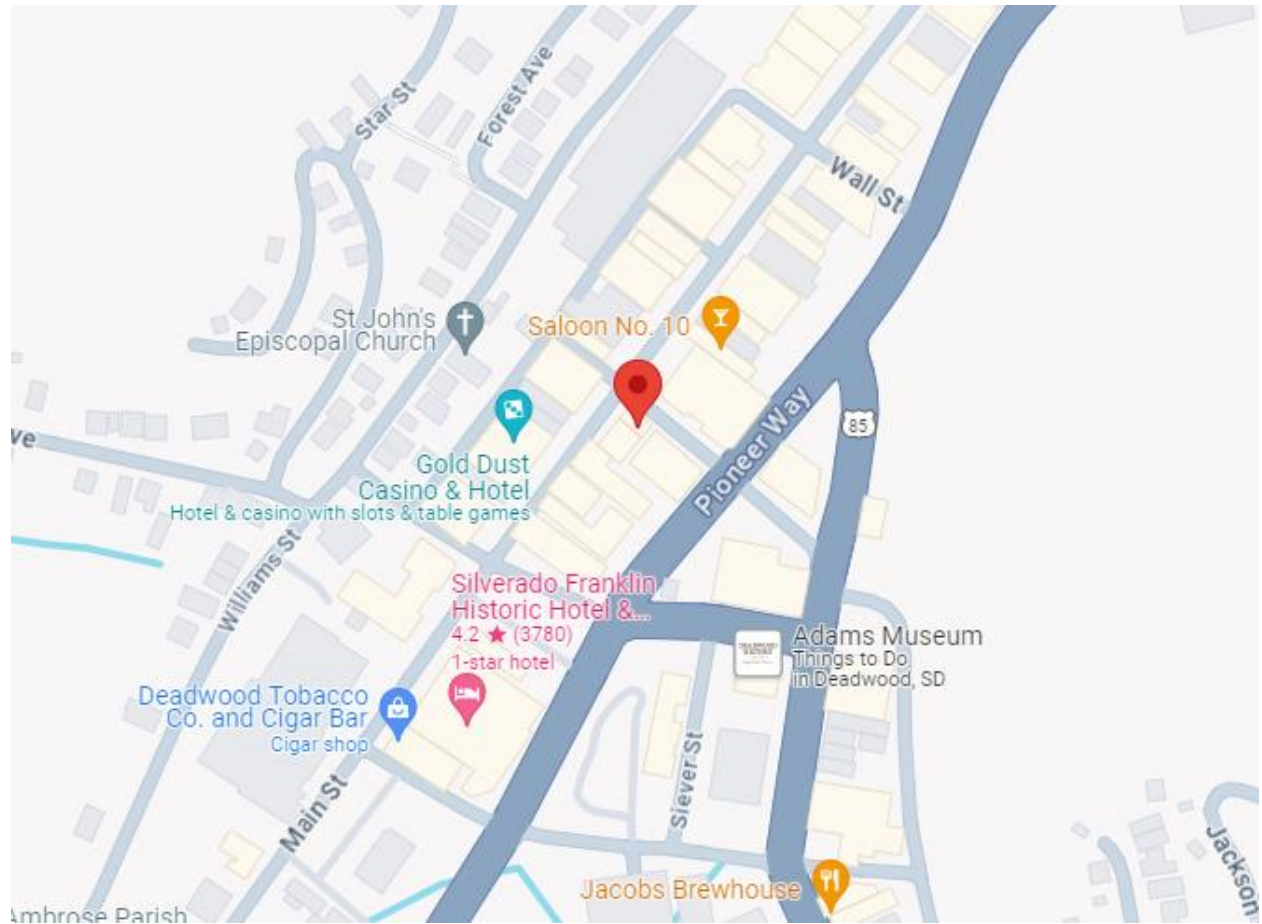 Star St
Forest Ave
Wall St
St John's
Episcopal Church
Saloon No. 10
Pioneer Way
85
ve
Gold Dust
Casino & Hotel
Hotel & casino with slots & table games
Williams St
Silverado Franklin
Historic Hotel &...
4.2 ★ (3780)
1-star hotel
Adams Museum
Things to Do
in Deadwood, SD
Deadwood Tobacco
Co. and Cigar Bar
Cigar shop
Main St
Siever St
Jackson
Jacobs Brewhouse
Ambrose Parish